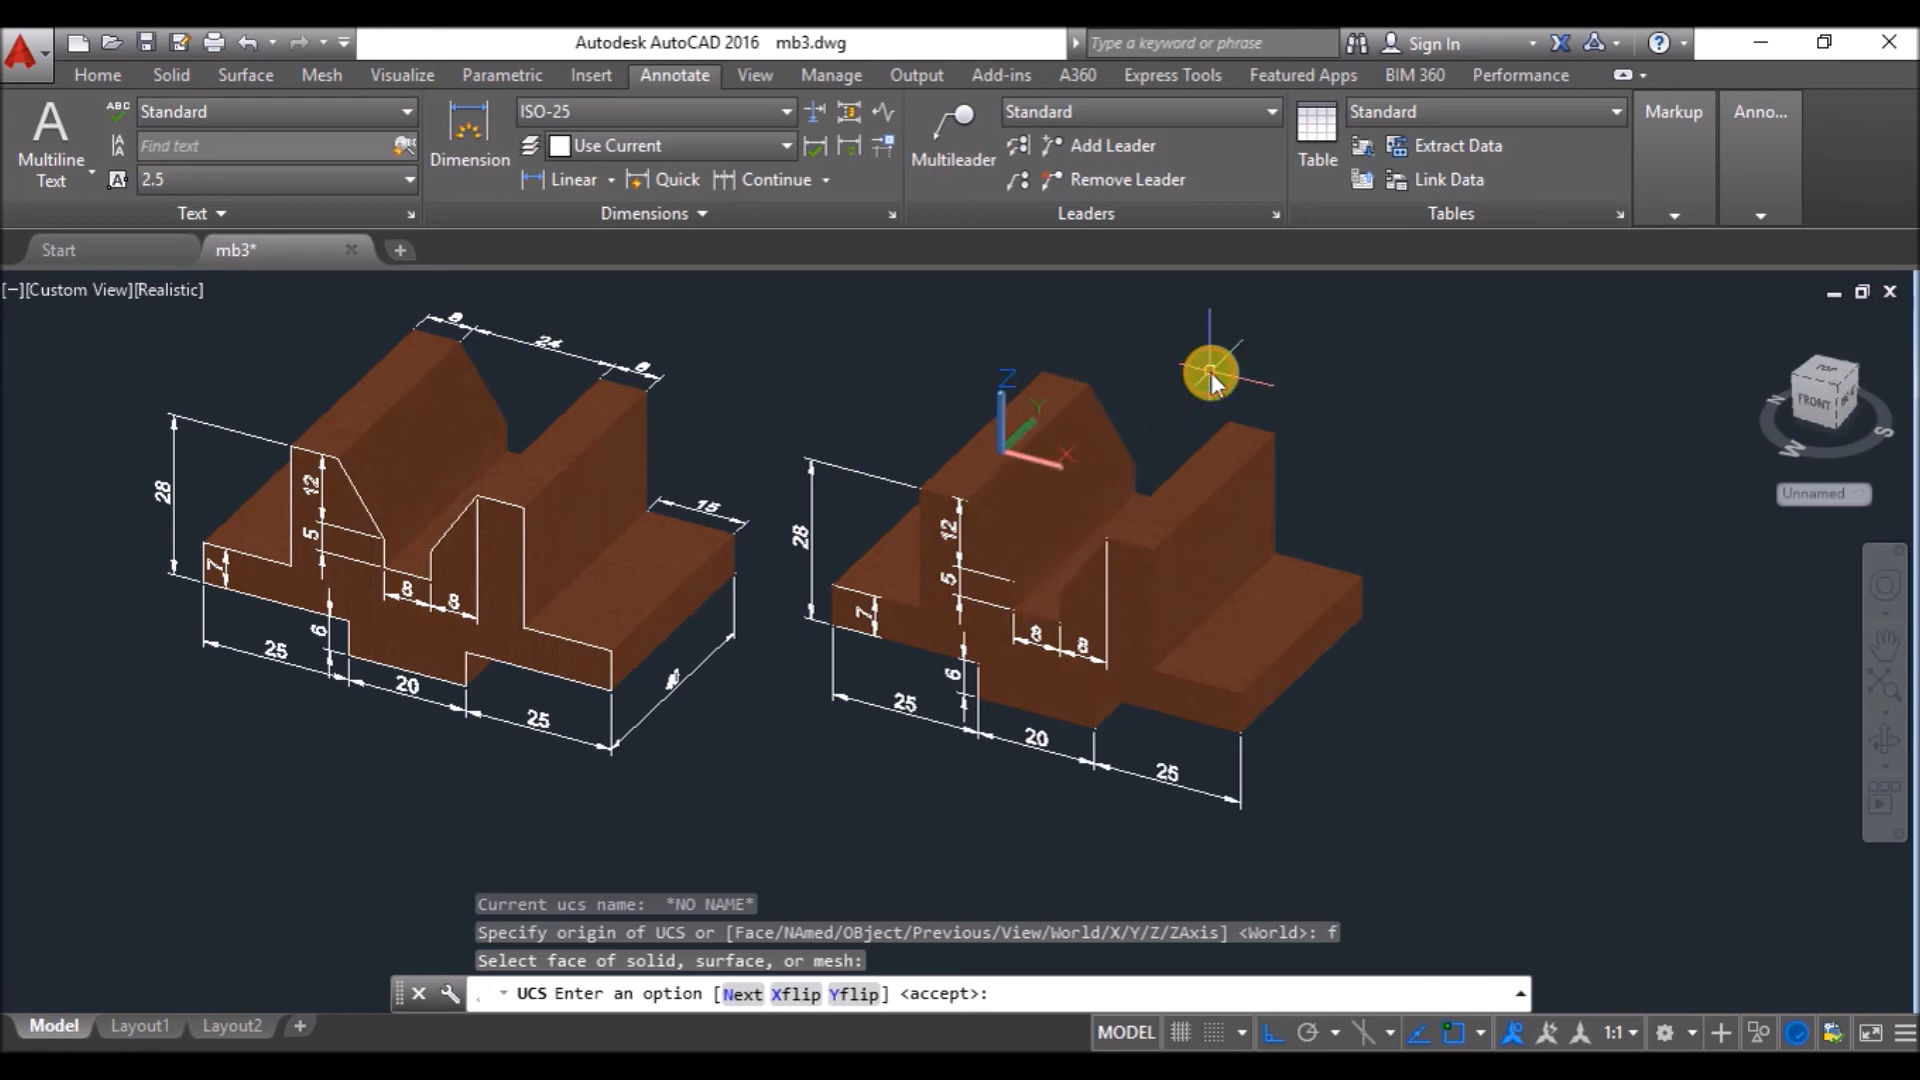 Autodesk AutoCAD 2016 mb3.dwg
Type a keyword or phrase
Sign In
Home Solid Surface Mesh Visualize Parametric Insert Annotate View Manage Output Add-ins A360 Express Tools Featured Apps BIM 360 Performance
A
Multiline Text
ABC
Standard
Find text
2.5
Text
Dimension
ISO-25
Use Current
Linear
Quick
Continue
Dimensions
Multileader
Standard
Add Leader
Remove Leader
Leaders
Table
Standard
Extract Data
Link Data
Tables
Markup
Anno...
Start
mb3*
[−][Custom View][Realistic]
24
28
12
5
7
8
8
6
25
20
25
15
28
12
5
7
8
8
6
25
20
25
Z
Y
X
TOP
FRONT
N
S
W
Unnamed
Current ucs name: *NO NAME*
Specify origin of UCS or [Face/NAmed/OBject/Previous/View/World/X/Y/Z/ZAxis] <World>: f
Select face of solid, surface, or mesh:
UCS Enter an option [Next Xflip Yflip] <accept>:
Model Layout1 Layout2
MODEL
1:1